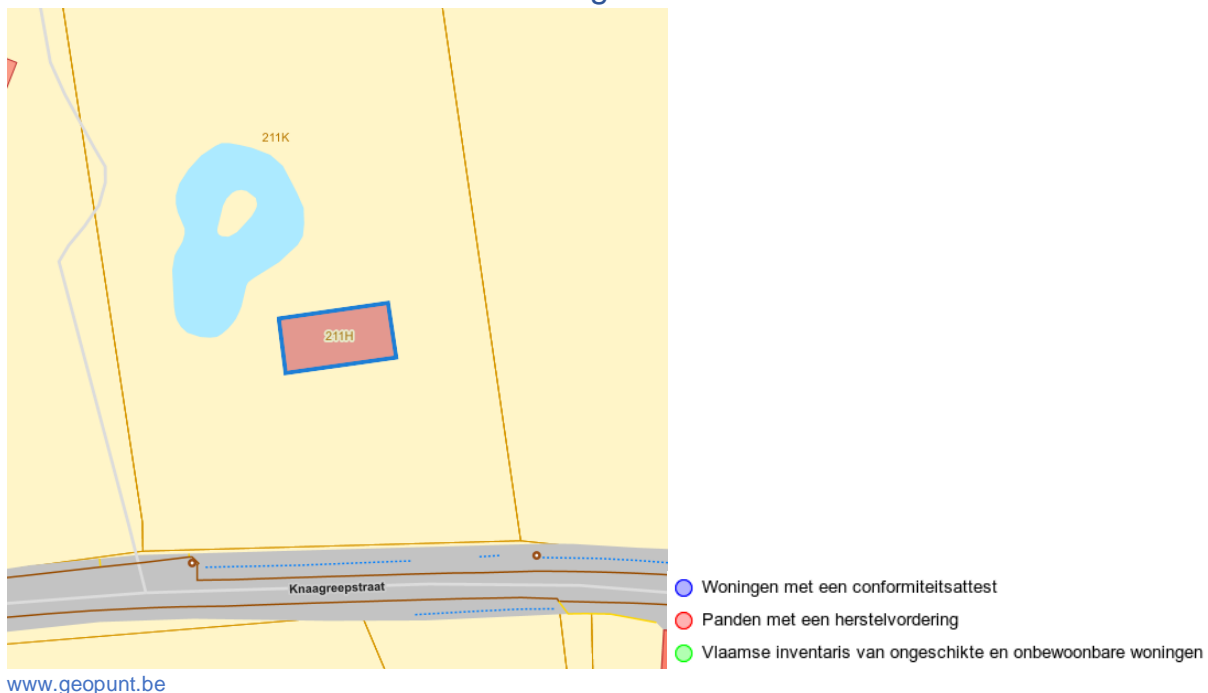 211K
211H
Knaagreepstraat
Woningen met een conformiteitsattest
Panden met een herstelvordering
Vlaamse inventaris van ongeschikte en onbewoonbare woningen
www.geopunt.be